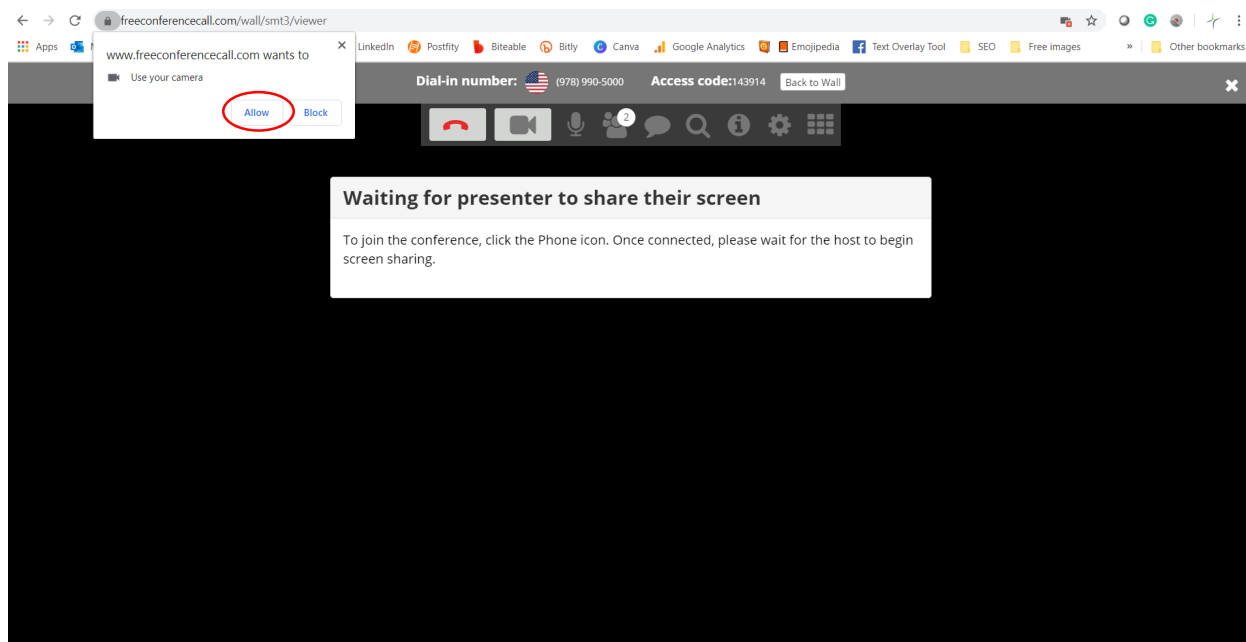 freeconferencecall.com/wall/smt3/viewer
Apps
LinkedIn Postfity Biteable Bitly Canva Google Analytics Emojipedia Text Overlay Tool SEO Free images » Other bookmarks
www.freeconferencecall.com wants to
Use your camera
Allow Block
Dial-in number: (978) 990-5000 Access code:143914 Back to Wall
2
Waiting for presenter to share their screen
To join the conference, click the Phone icon. Once connected, please wait for the host to begin
screen sharing.